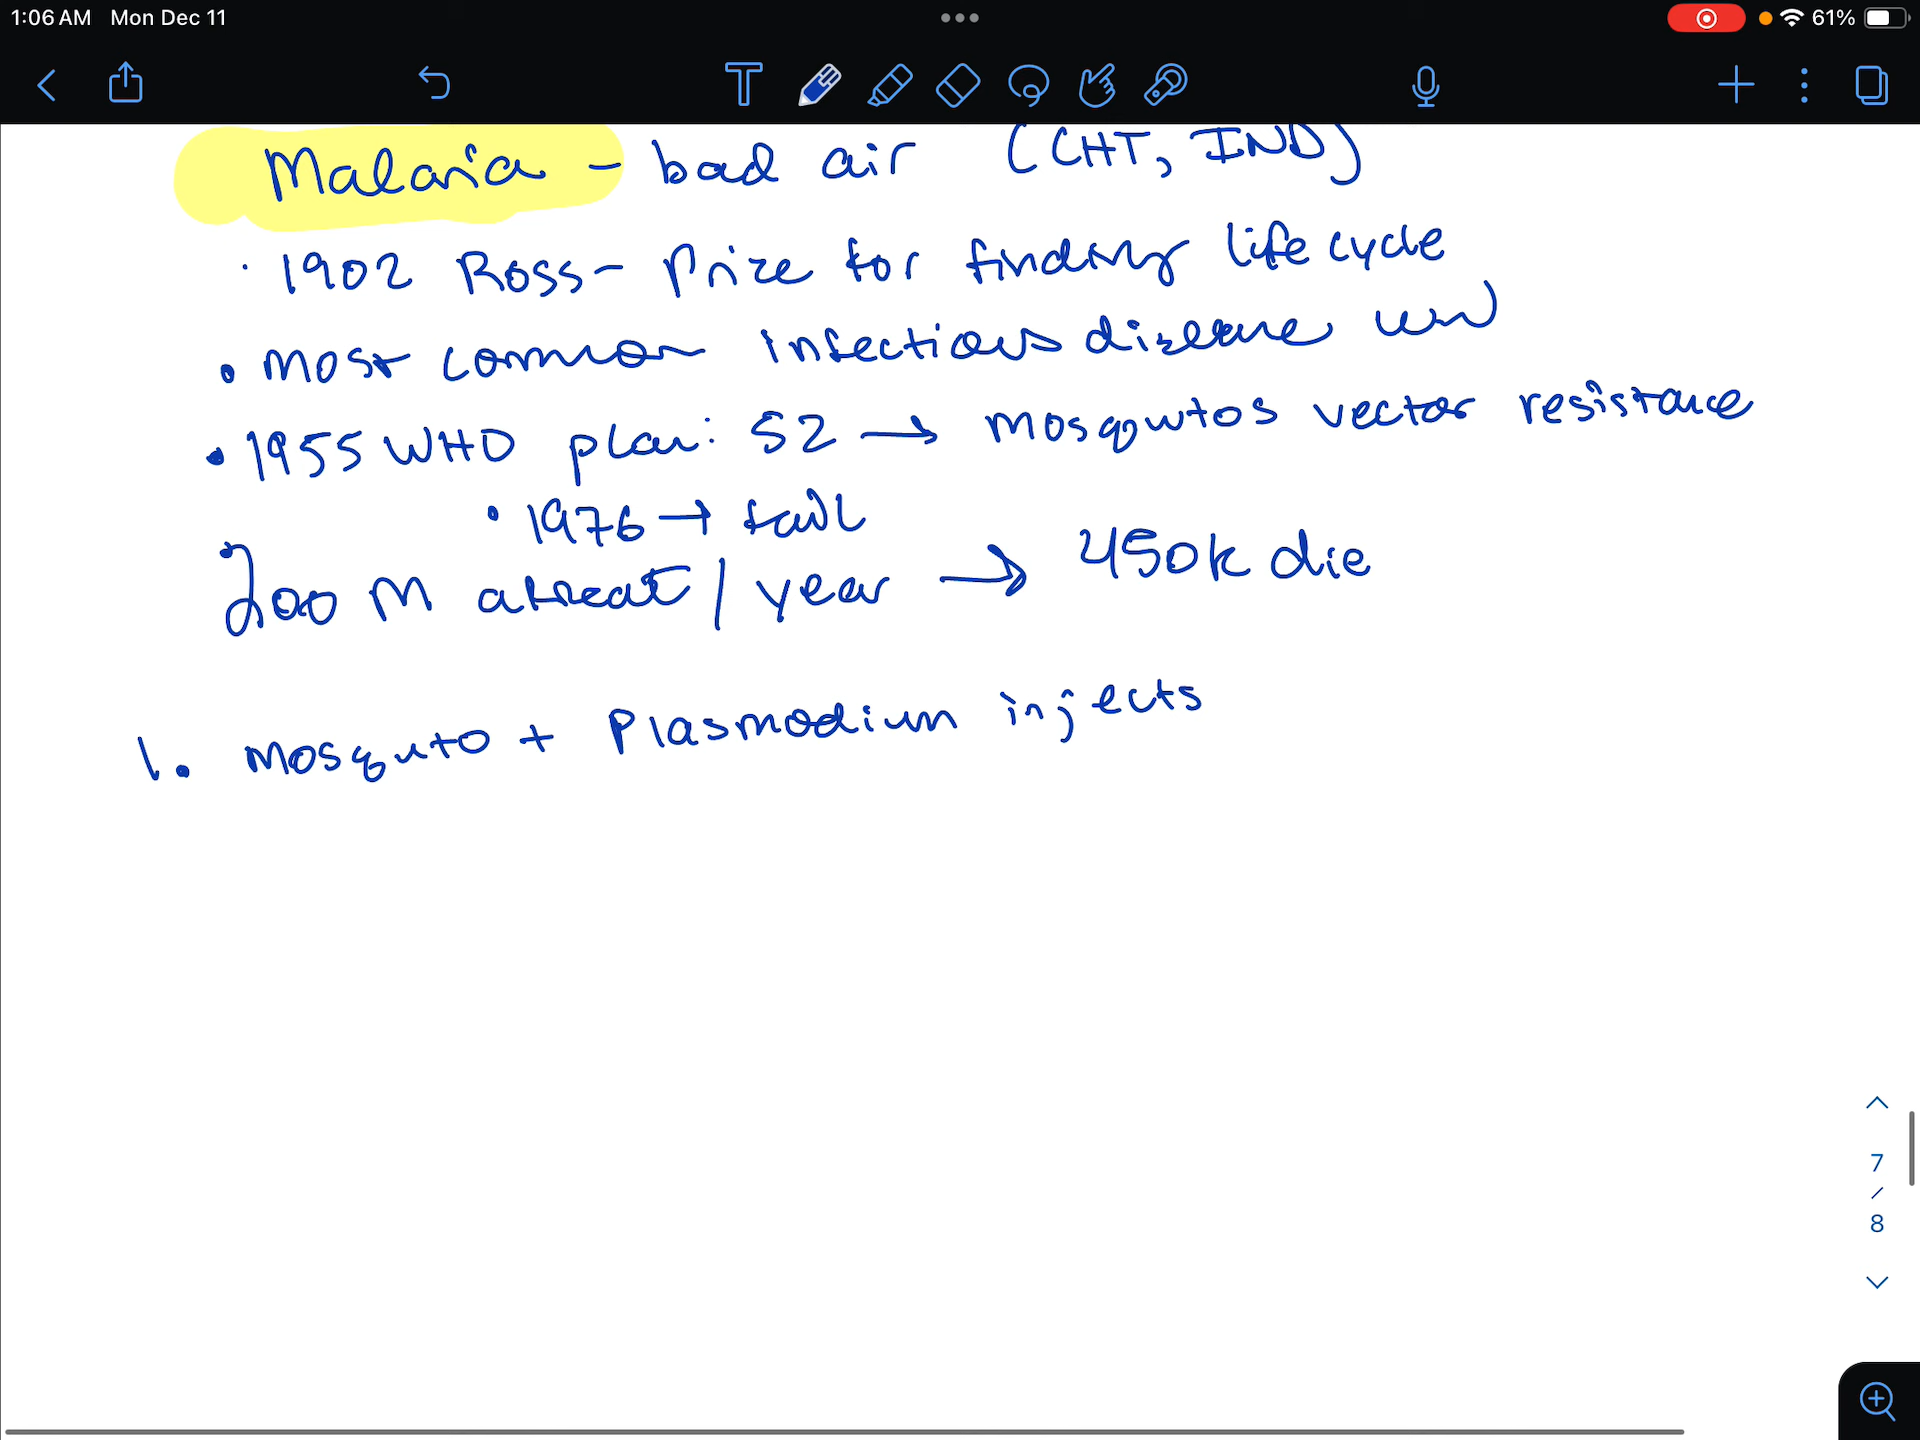 1:06 AM Mon Dec 11
61%
Malaria - bad air (CHT, IND)
· 1902 Ross - Prize for finding life cycle
• most common infectious disease ww
• 1955 WHO plan: 52 → mosquitos vector resistance
• 1976 → fail
• 200 M / year → 450k die
1. mosquito + Plasmodium injects
7
/
8